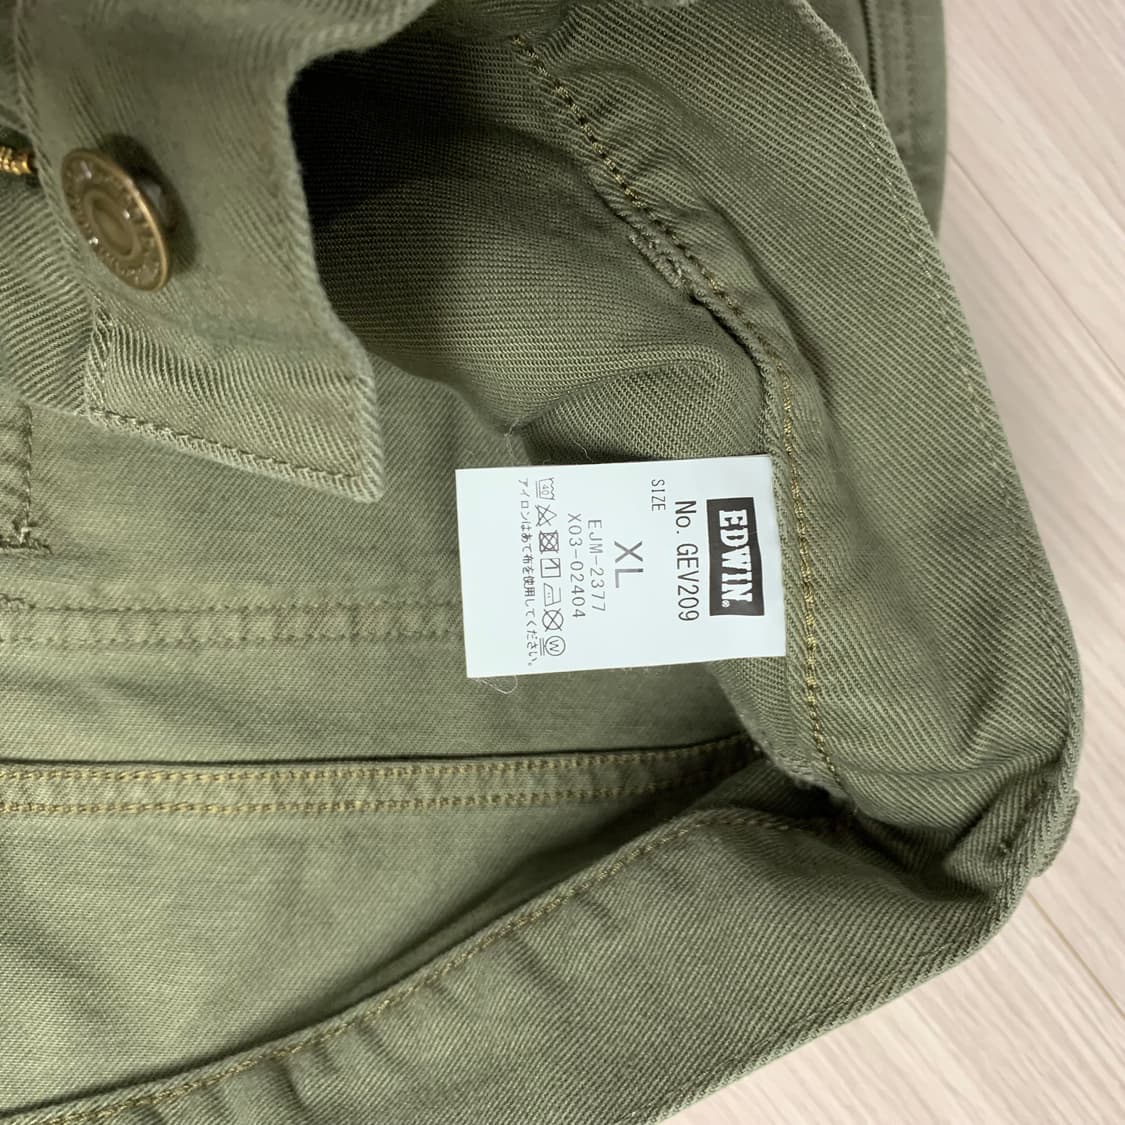 EDWIN®
No. GEV209
SIZE
XL
EJM-2377
X03-02404
40
W
アイロンはあて布を使用してください。